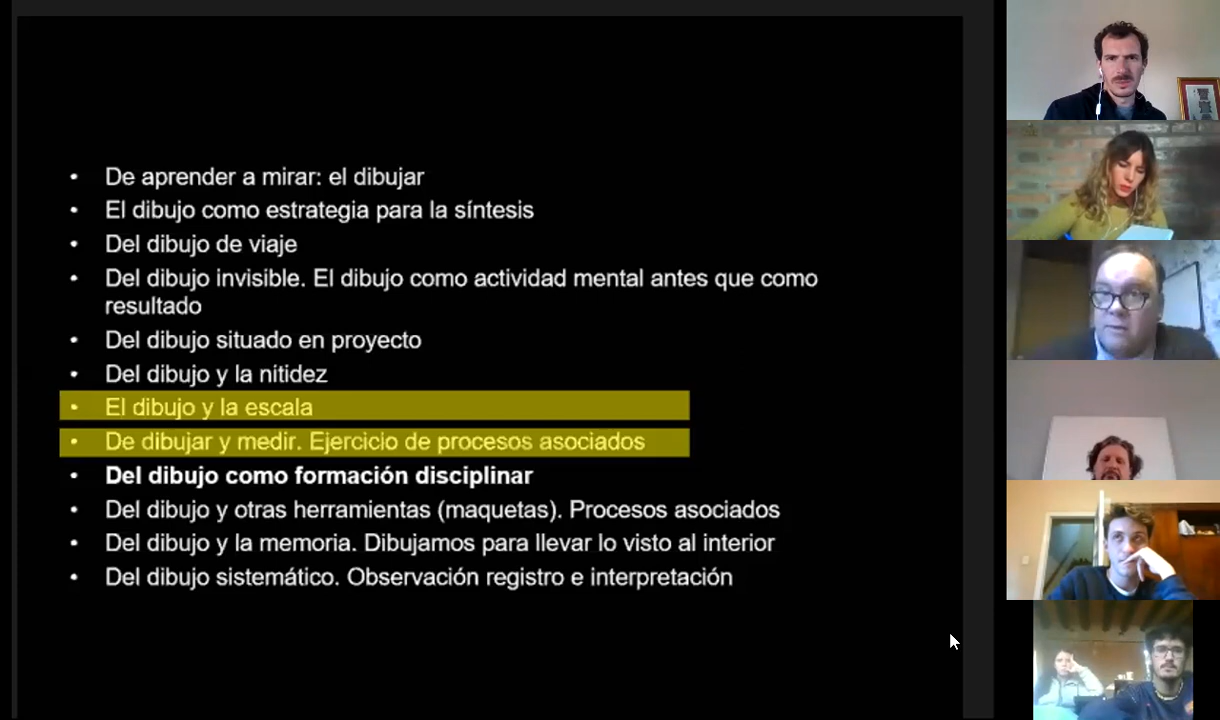 • De aprender a mirar: el dibujar
• El dibujo como estrategia para la síntesis
• Del dibujo de viaje
• Del dibujo invisible. El dibujo como actividad mental antes que como
resultado
• Del dibujo situado en proyecto
• Del dibujo y la nitidez
• El dibujo y la escala
• De dibujar y medir. Ejercicio de procesos asociados
• Del dibujo como formación disciplinar
• Del dibujo y otras herramientas (maquetas). Procesos asociados
• Del dibujo y la memoria. Dibujamos para llevar lo visto al interior
• Del dibujo sistemático. Observación registro e interpretación